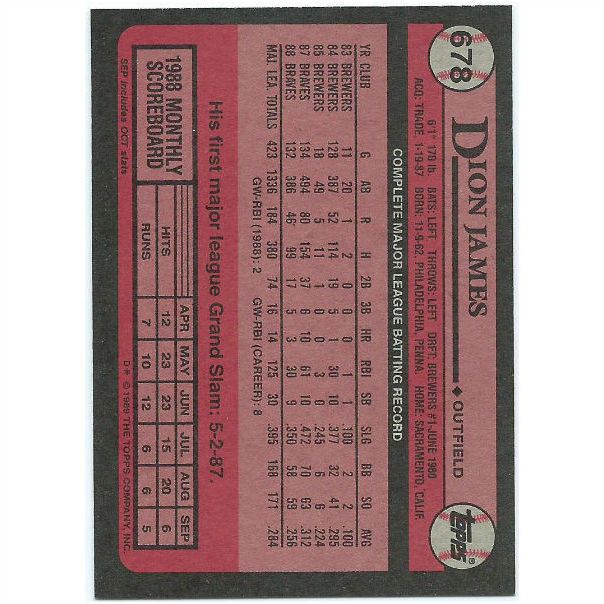 678
DION JAMES ◆ OUTFIELD
Topps®
6'1" 170 lb. BATS: LEFT THROWS: LEFT DRFT: BREWERS #1-JUNE 1980
ACQ: TRADE, 1-19-87 BORN: 11-9-62, PHILADELPHIA, PENNA. HOME: SACRAMENTO, CALIF.
COMPLETE MAJOR LEAGUE BATTING RECORD
YR CLUB G AB R H 2B 3B HR RBI SB SLG BB SO AVG
83 BREWERS 11 20 1 2 0 0 0 1 1 .100 2 2 .100
84 BREWERS 128 387 52 114 19 5 1 30 10 .377 32 41 .295
85 BREWERS 18 49 5 11 1 0 0 3 0 .245 6 6 .224
87 BRAVES 134 494 80 154 37 6 10 61 10 .472 70 63 .312
88 BRAVES 132 386 46 99 17 5 3 30 9 .350 58 59 .256
MAJ. LEA. TOTALS 423 1336 184 380 74 16 14 125 30 .395 168 171 .284
GW-RBI (1988): 2 GW-RBI (CAREER): 8
His first major league Grand Slam: 5-2-87.
1988 MONTHLY
SCOREBOARD
SEP includes OCT stats
APR MAY JUN JUL AUG SEP
HITS 12 23 23 15 20 6
RUNS 7 10 12 6 6 5
D* © 1989 THE TOPPS COMPANY, INC.